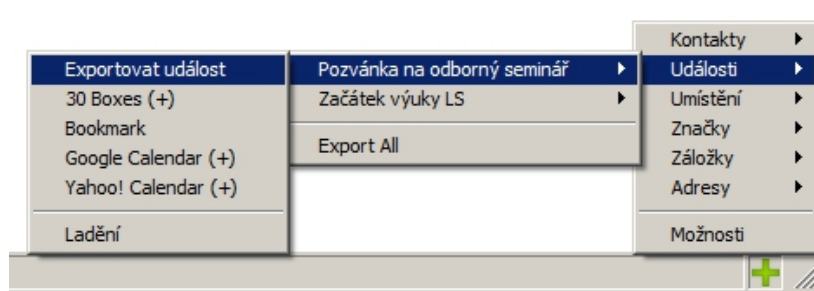 Exportovat událost
30 Boxes (+)
Bookmark
Google Calendar (+)
Yahoo! Calendar (+)
Ladění
Pozvánka na odborný seminář
Začátek výuky LS
Export All
Kontakty
Události
Umístění
Značky
Záložky
Adresy
Možnosti